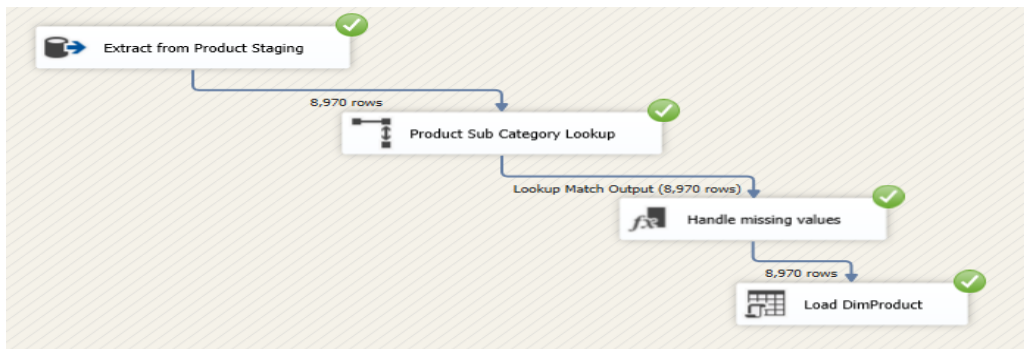 Extract from Product Staging
8,970 rows
Product Sub Category Lookup
Lookup Match Output (8,970 rows)
fx
Handle missing values
8,970 rows
Load DimProduct